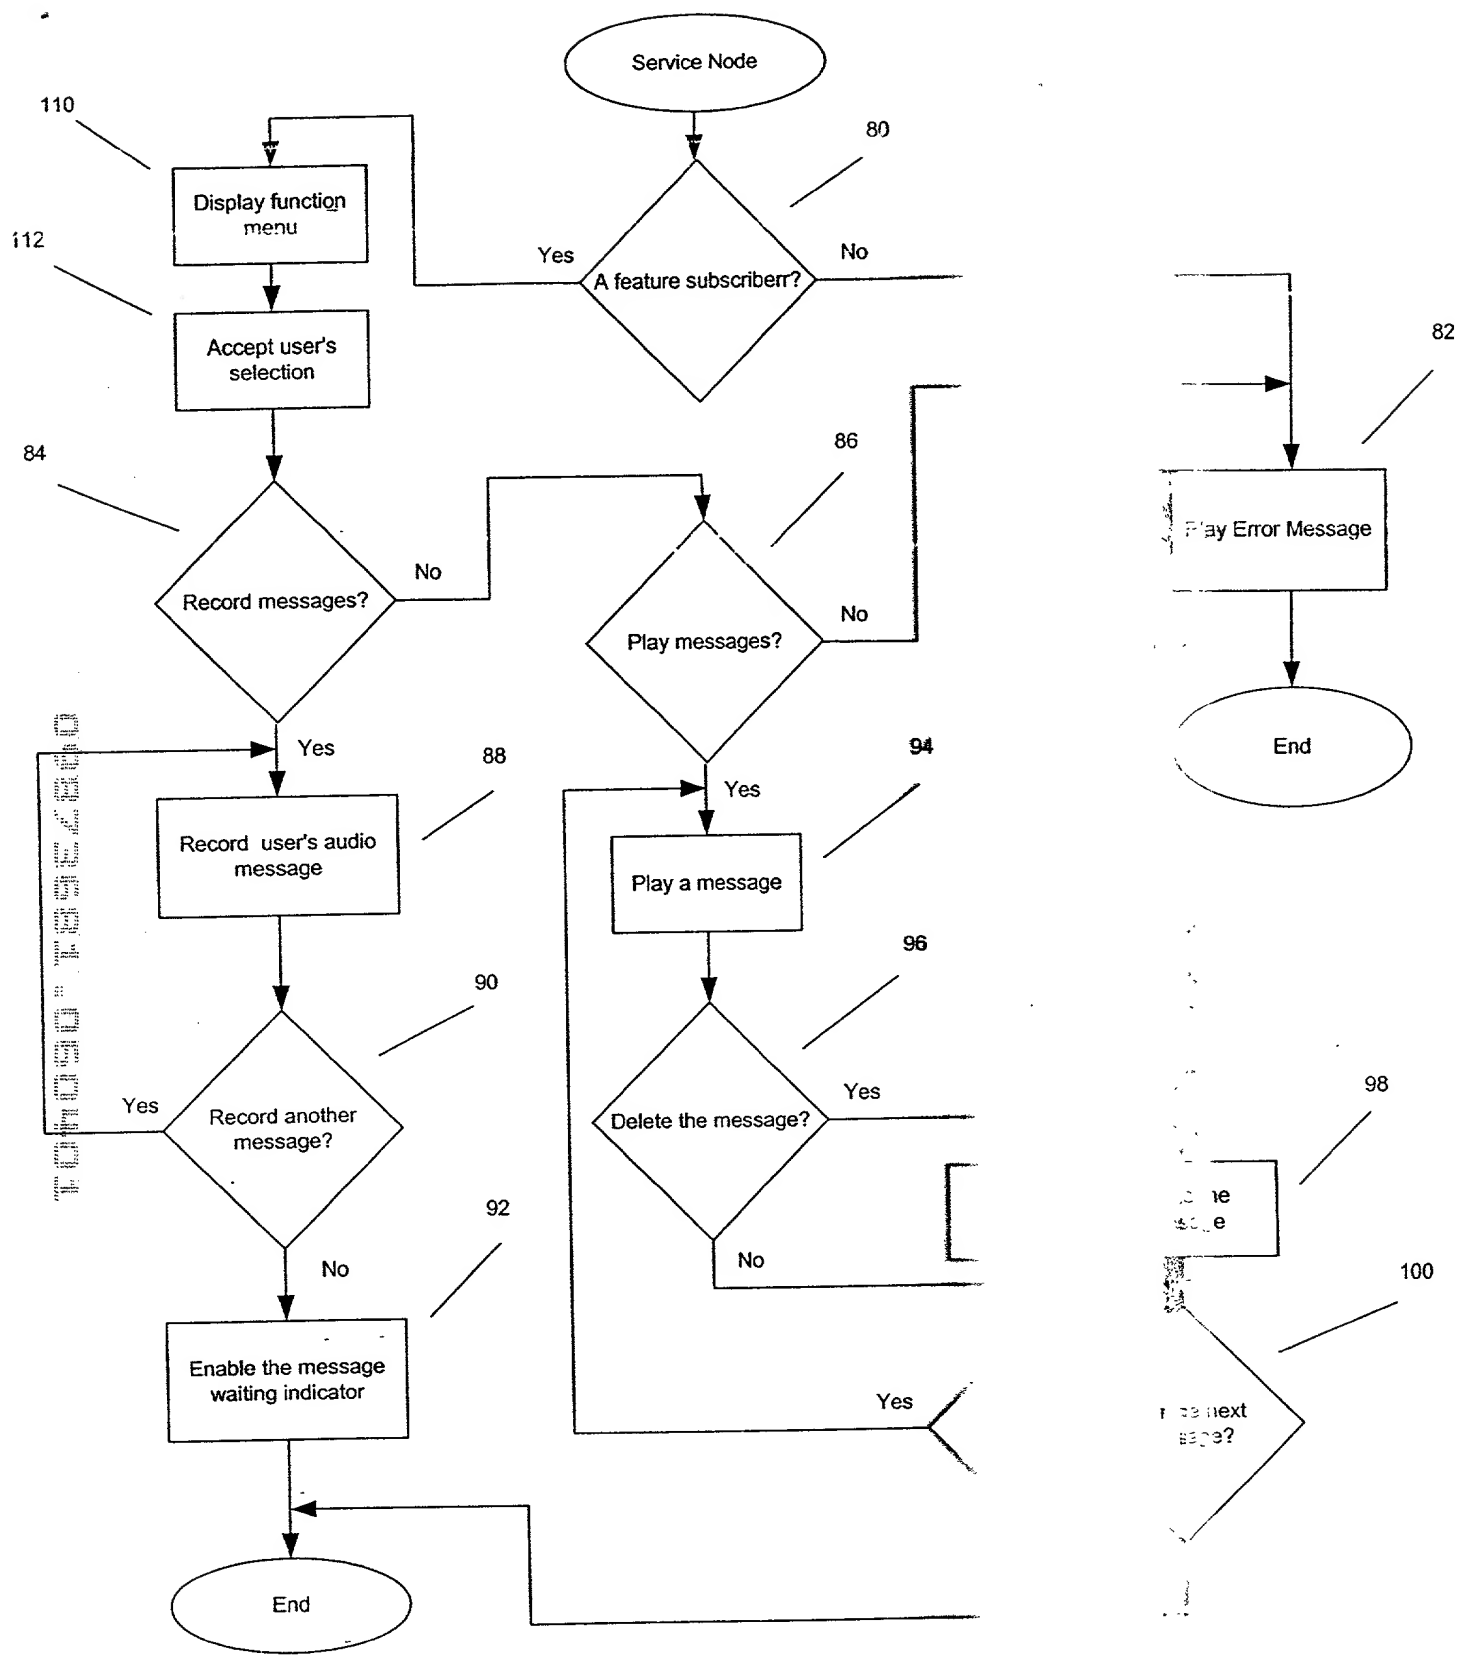 Service Node
110
80
Display function
menu
112
Yes
No
A feature subscriberr?
82
Accept user's
selection
84
86
Error Message
No
Record messages?
No
Play messages?
Yes
88
94
Yes
End
Record user's audio
message
Play a message
96
90
98
Yes
Record another
message?
Yes
Delete the message?
92
No
No
100
Enable the message
waiting indicator
Yes
next
End